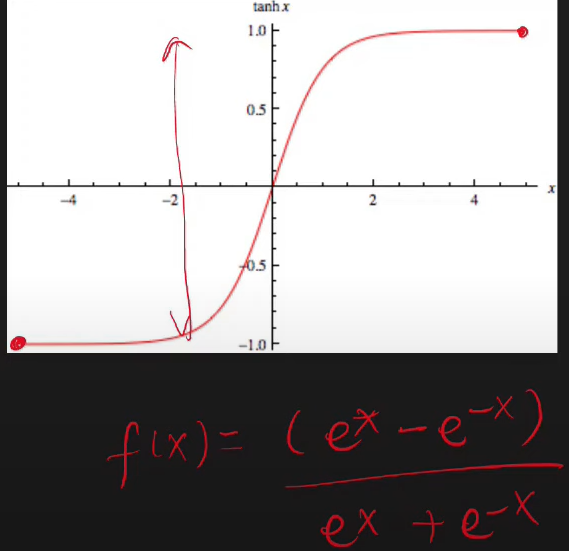 tanh x
1.0
0.5
-4 -2 2 4 x
-0.5
-1.0
f(x) = (e^x - e^-x)
e^x + e^-x